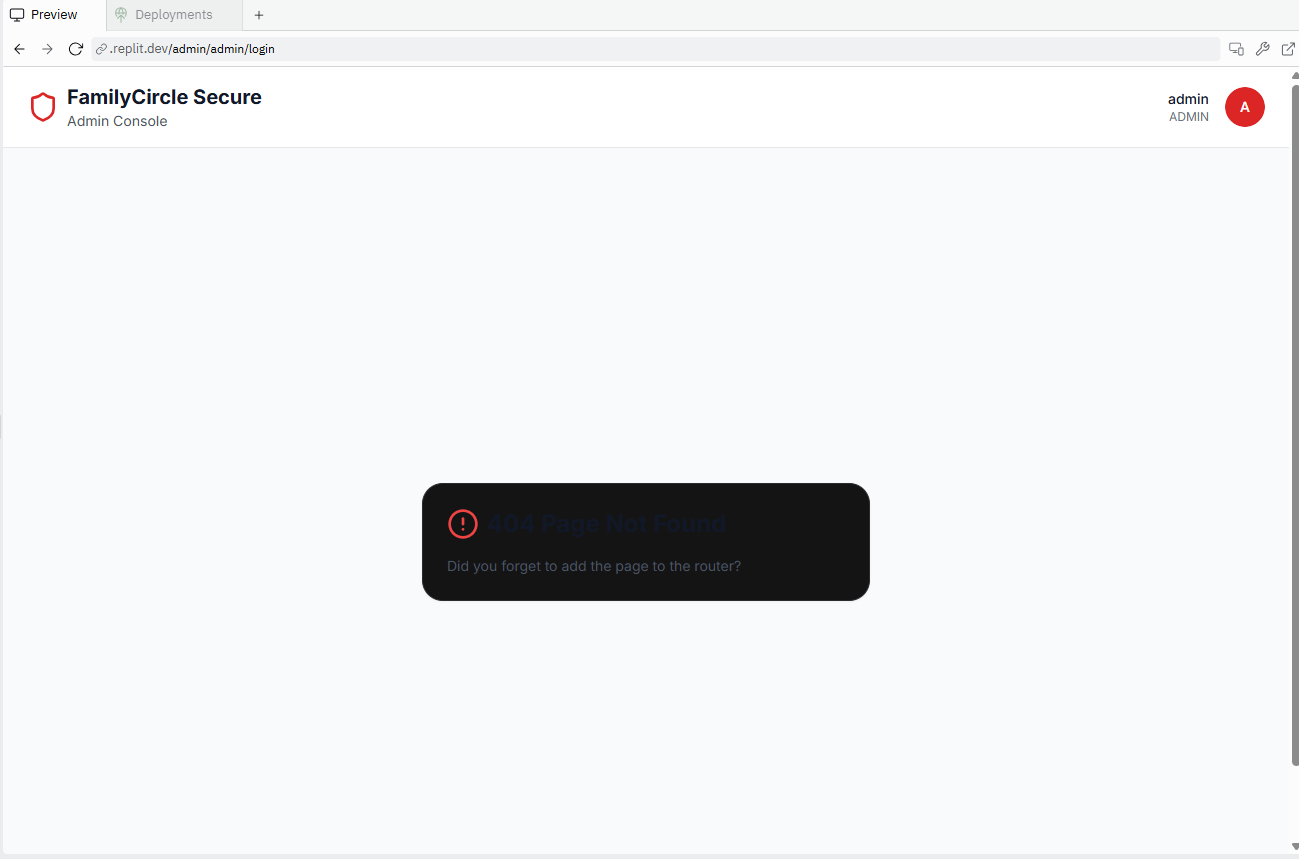 Preview
Deployments
.replit.dev/admin/admin/login
FamilyCircle Secure
Admin Console
admin
ADMIN
A
404 Page Not Found
Did you forget to add the page to the router?